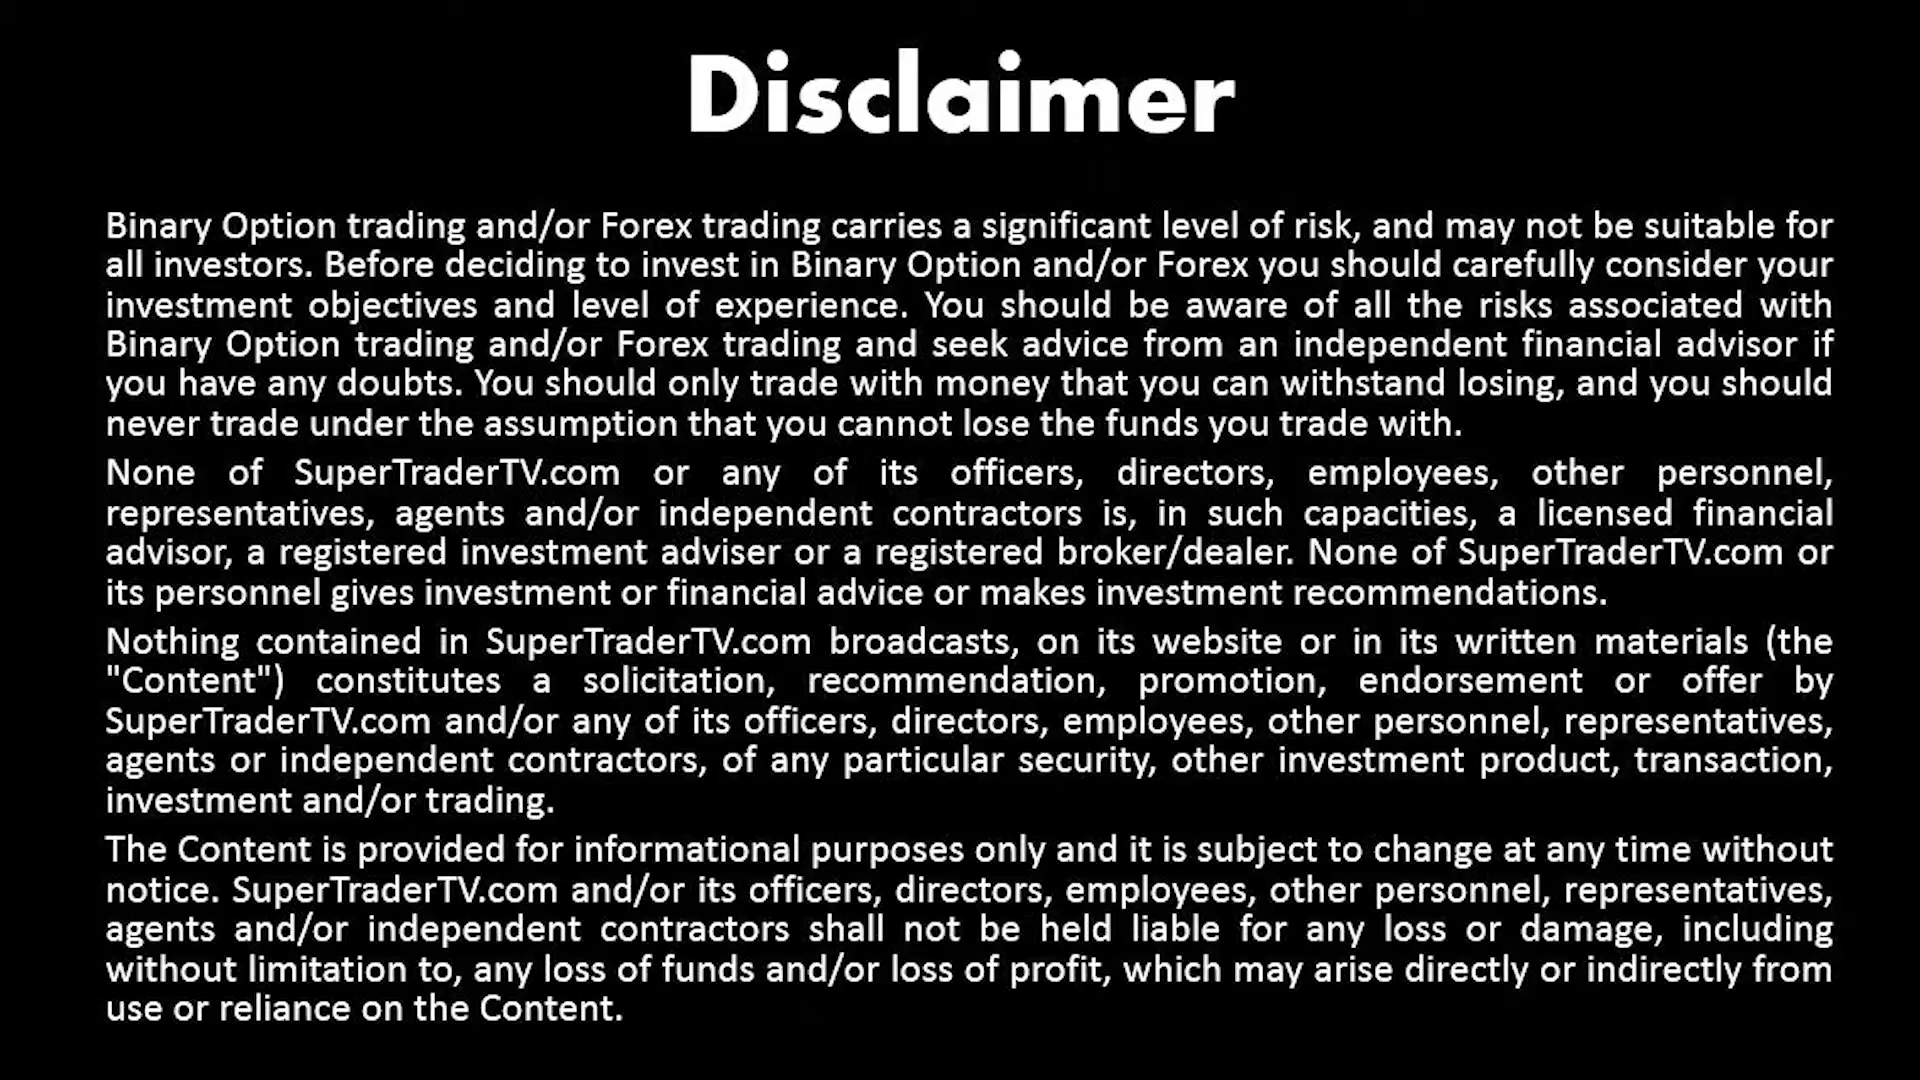 Disclaimer
Binary Option trading and/or Forex trading carries a significant level of risk, and may not be suitable for
all investors. Before deciding to invest in Binary Option and/or Forex you should carefully consider your
investment objectives and level of experience. You should be aware of all the risks associated with
Binary Option trading and/or Forex trading and seek advice from an independent financial advisor if
you have any doubts. You should only trade with money that you can withstand losing, and you should
never trade under the assumption that you cannot lose the funds you trade with.
None of SuperTraderTV.com or any of its officers, directors, employees, other personnel,
representatives, agents and/or independent contractors is, in such capacities, a licensed financial
advisor, a registered investment adviser or a registered broker/dealer. None of SuperTraderTV.com or
its personnel gives investment or financial advice or makes investment recommendations.
Nothing contained in SuperTraderTV.com broadcasts, on its website or in its written materials (the
"Content") constitutes a solicitation, recommendation, promotion, endorsement or offer by
SuperTraderTV.com and/or any of its officers, directors, employees, other personnel, representatives,
agents or independent contractors, of any particular security, other investment product, transaction,
investment and/or trading.
The Content is provided for informational purposes only and it is subject to change at any time without
notice. SuperTraderTV.com and/or its officers, directors, employees, other personnel, representatives,
agents and/or independent contractors shall not be held liable for any loss or damage, including
without limitation to, any loss of funds and/or loss of profit, which may arise directly or indirectly from
use or reliance on the Content.